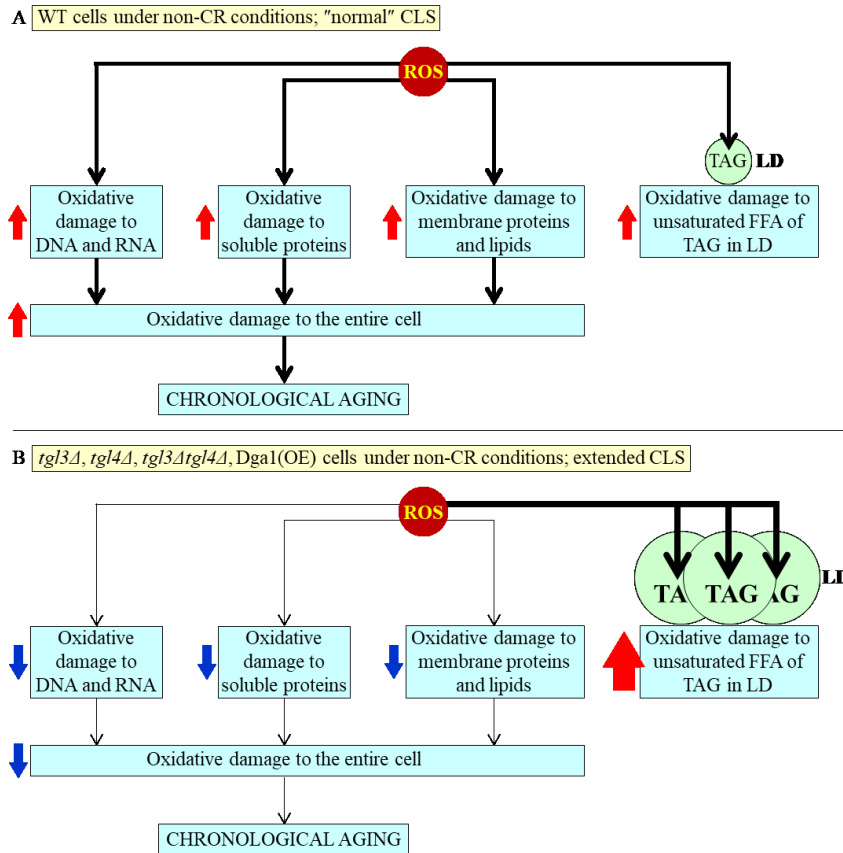 A WT cells under non-CR conditions; "normal" CLS
ROS
TAG LD
Oxidative
damage to
DNA and RNA
Oxidative
damage to
soluble proteins
Oxidative damage to
membrane proteins
and lipids
Oxidative damage to
unsaturated FFA of
TAG in LD
Oxidative damage to the entire cell
CHRONOLOGICAL AGING
B tgl3Δ, tgl4Δ, tgl3Δtgl4Δ, Dga1(OE) cells under non-CR conditions; extended CLS
ROS
TA TAG AG LD
Oxidative
damage to
DNA and RNA
Oxidative
damage to
soluble proteins
Oxidative damage to
membrane proteins
and lipids
Oxidative damage to
unsaturated FFA of
TAG in LD
Oxidative damage to the entire cell
CHRONOLOGICAL AGING